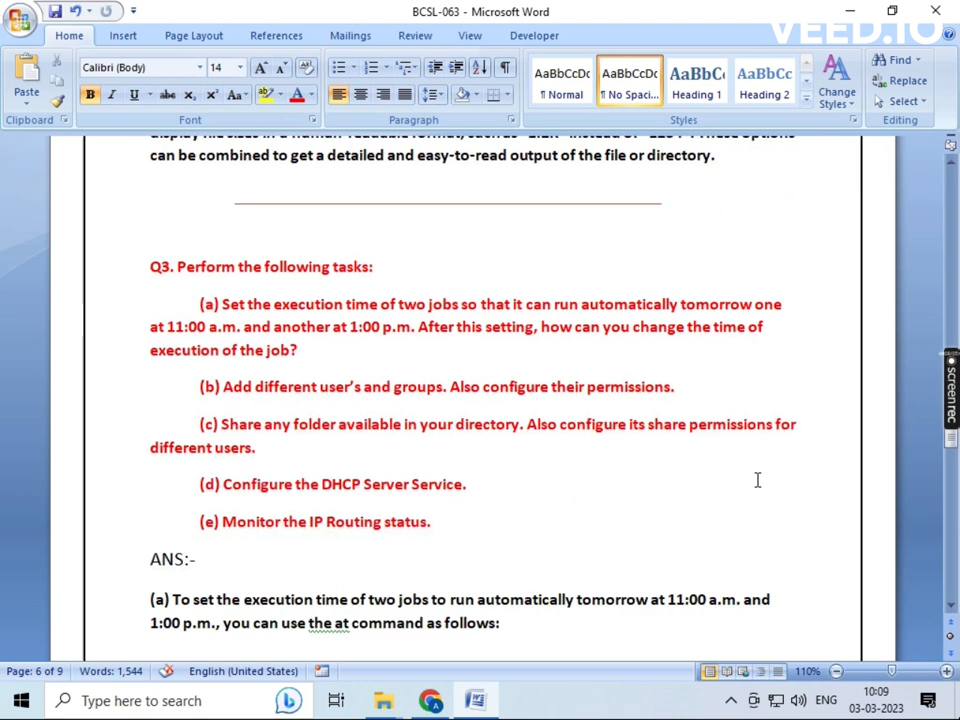 BCSL-063 - Microsoft Word
VEED.IO
Home Insert Page Layout References Mailings Review View Developer
Calibri (Body) 14
Paste
B I U abc X₂ X² Aa
AaBbCcDc AaBbCcDc AaBbCc AaBbCc
¶ Normal ¶ No Spaci... Heading 1 Heading 2
Change Styles
Find
Replace
Select
Clipboard Font Paragraph Styles Editing
can be combined to get a detailed and easy-to-read output of the file or directory.
Q3. Perform the following tasks:
(a) Set the execution time of two jobs so that it can run automatically tomorrow one
at 11:00 a.m. and another at 1:00 p.m. After this setting, how can you change the time of
execution of the job?
(b) Add different user's and groups. Also configure their permissions.
(c) Share any folder available in your directory. Also configure its share permissions for
different users.
(d) Configure the DHCP Server Service.
(e) Monitor the IP Routing status.
ANS:-
(a) To set the execution time of two jobs to run automatically tomorrow at 11:00 a.m. and
1:00 p.m., you can use the at command as follows:
screen rec
Page: 6 of 9 Words: 1,544 English (United States) 110%
Type here to search
ENG
10:09
03-03-2023